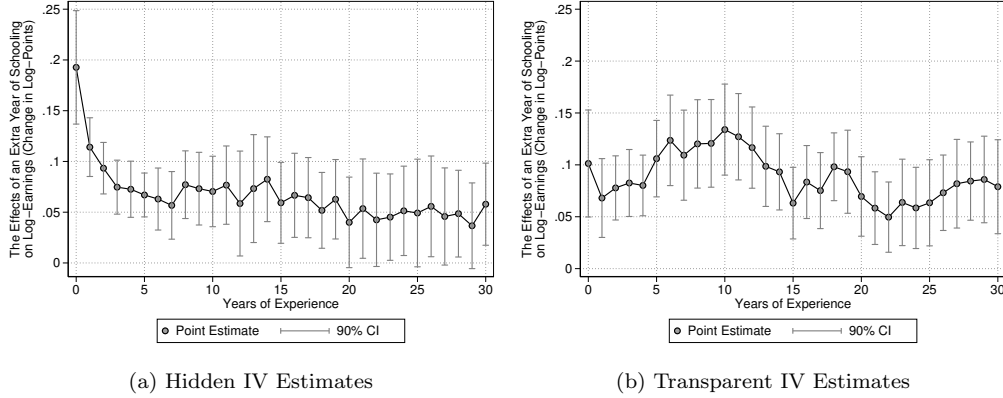 The Effects of an Extra Year of Schooling
on Log−Earnings (Change in Log−Points)
.25
.2
.15
.1
.05
0
0 5 10 15 20 25 30
Years of Experience
Point Estimate 90% CI
(a) Hidden IV Estimates
The Effects of an Extra Year of Schooling
on Log−Earnings (Change in Log−Points)
.25
.2
.15
.1
.05
0
0 5 10 15 20 25 30
Years of Experience
Point Estimate 90% CI
(b) Transparent IV Estimates